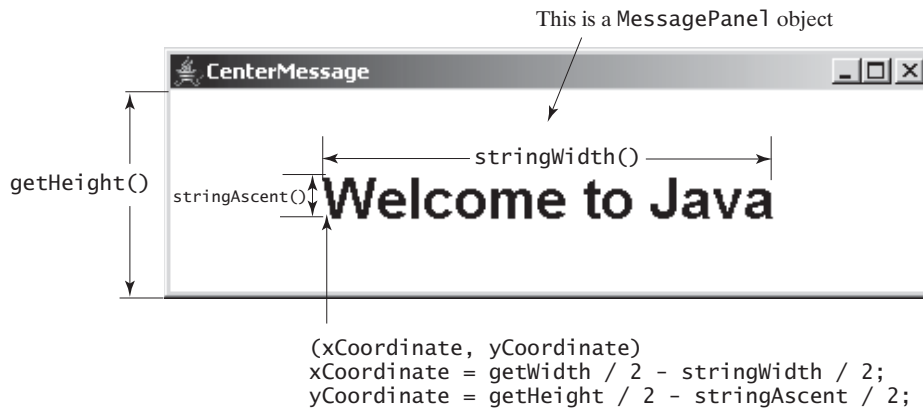 This is a MessagePanel object
CenterMessage
stringWidth()
getHeight()
stringAscent()
Welcome to Java
(xCoordinate, yCoordinate)
xCoordinate = getWidth / 2 - stringWidth / 2;
yCoordinate = getHeight / 2 - stringAscent / 2;